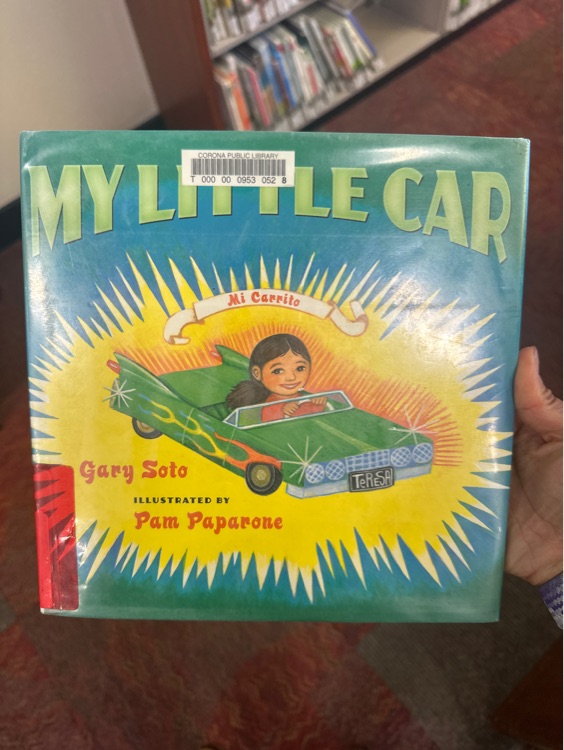 CORONA PUBLIC LIBRARY
T 000 00 0953 052 8
MY LITTLE CAR
Mi Carrito
TeReSA
Gary Soto
ILLUSTRATED BY
Pam Paparone